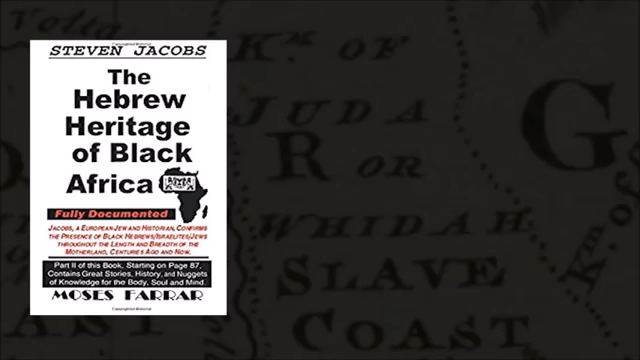 STEVEN JACOBS
The
Hebrew
Heritage
of Black
Africa
Fully Documented
JACOBS, A EUROPEAN JEW AND HISTORIAN, CONFIRMS
THE PRESENCE OF BLACK HEBREWS/ISRAELITES/JEWS
THROUGHOUT THE LENGTH AND BREADTH OF THE
MOTHERLAND, CENTURIES AGO AND NOW.
Part II of this Book, Starting on Page 87,
Contains Great Stories, History, and Nuggets
of Knowledge for the Body, Soul and Mind.
MOSES FARRAR
Volta
K.M OF
JUDA
R OR
WHIDAH
SLAVE
COAST
G